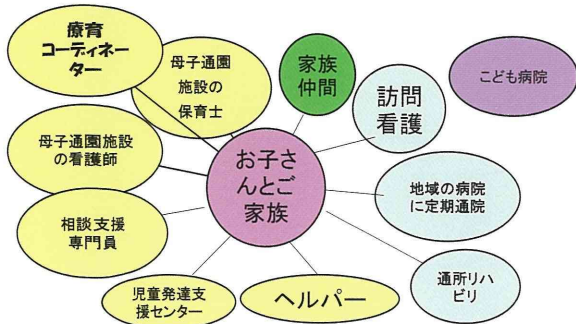 療育
コーディネー
ター
母子通園
施設の
保育士
家族
仲間
訪問
看護
こども病院
母子通園施設
の看護師
お子さ
んとご
家族
地域の病院
に定期通院
相談支援
専門員
通所リハ
ビリ
児童発達支
援センター
ヘルパー